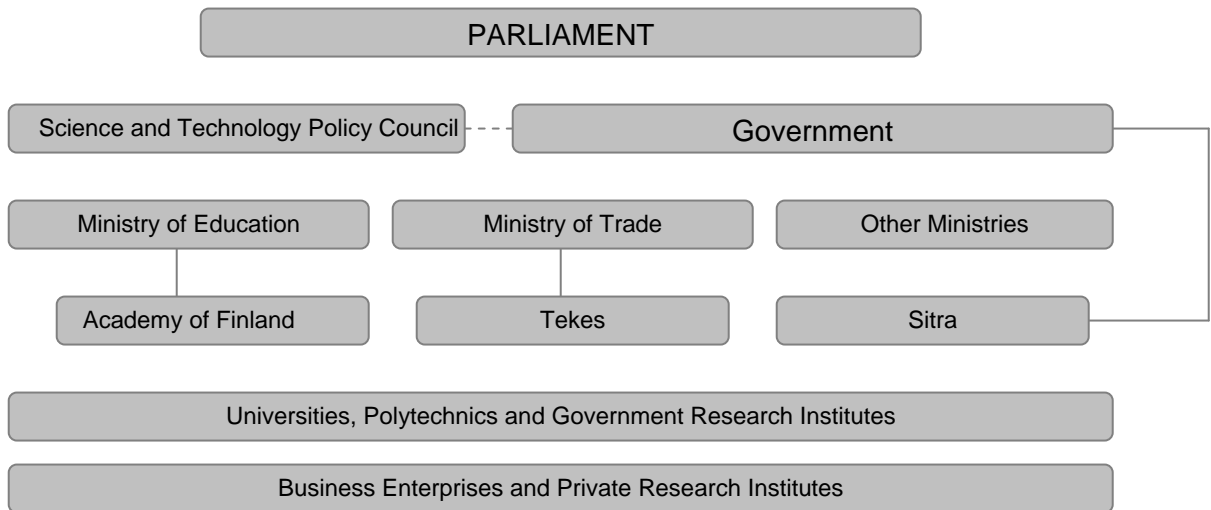 PARLIAMENT
Science and Technology Policy Council
Government
Ministry of Education
Ministry of Trade
Other Ministries
Academy of Finland
Tekes
Sitra
Universities, Polytechnics and Government Research Institutes
Business Enterprises and Private Research Institutes